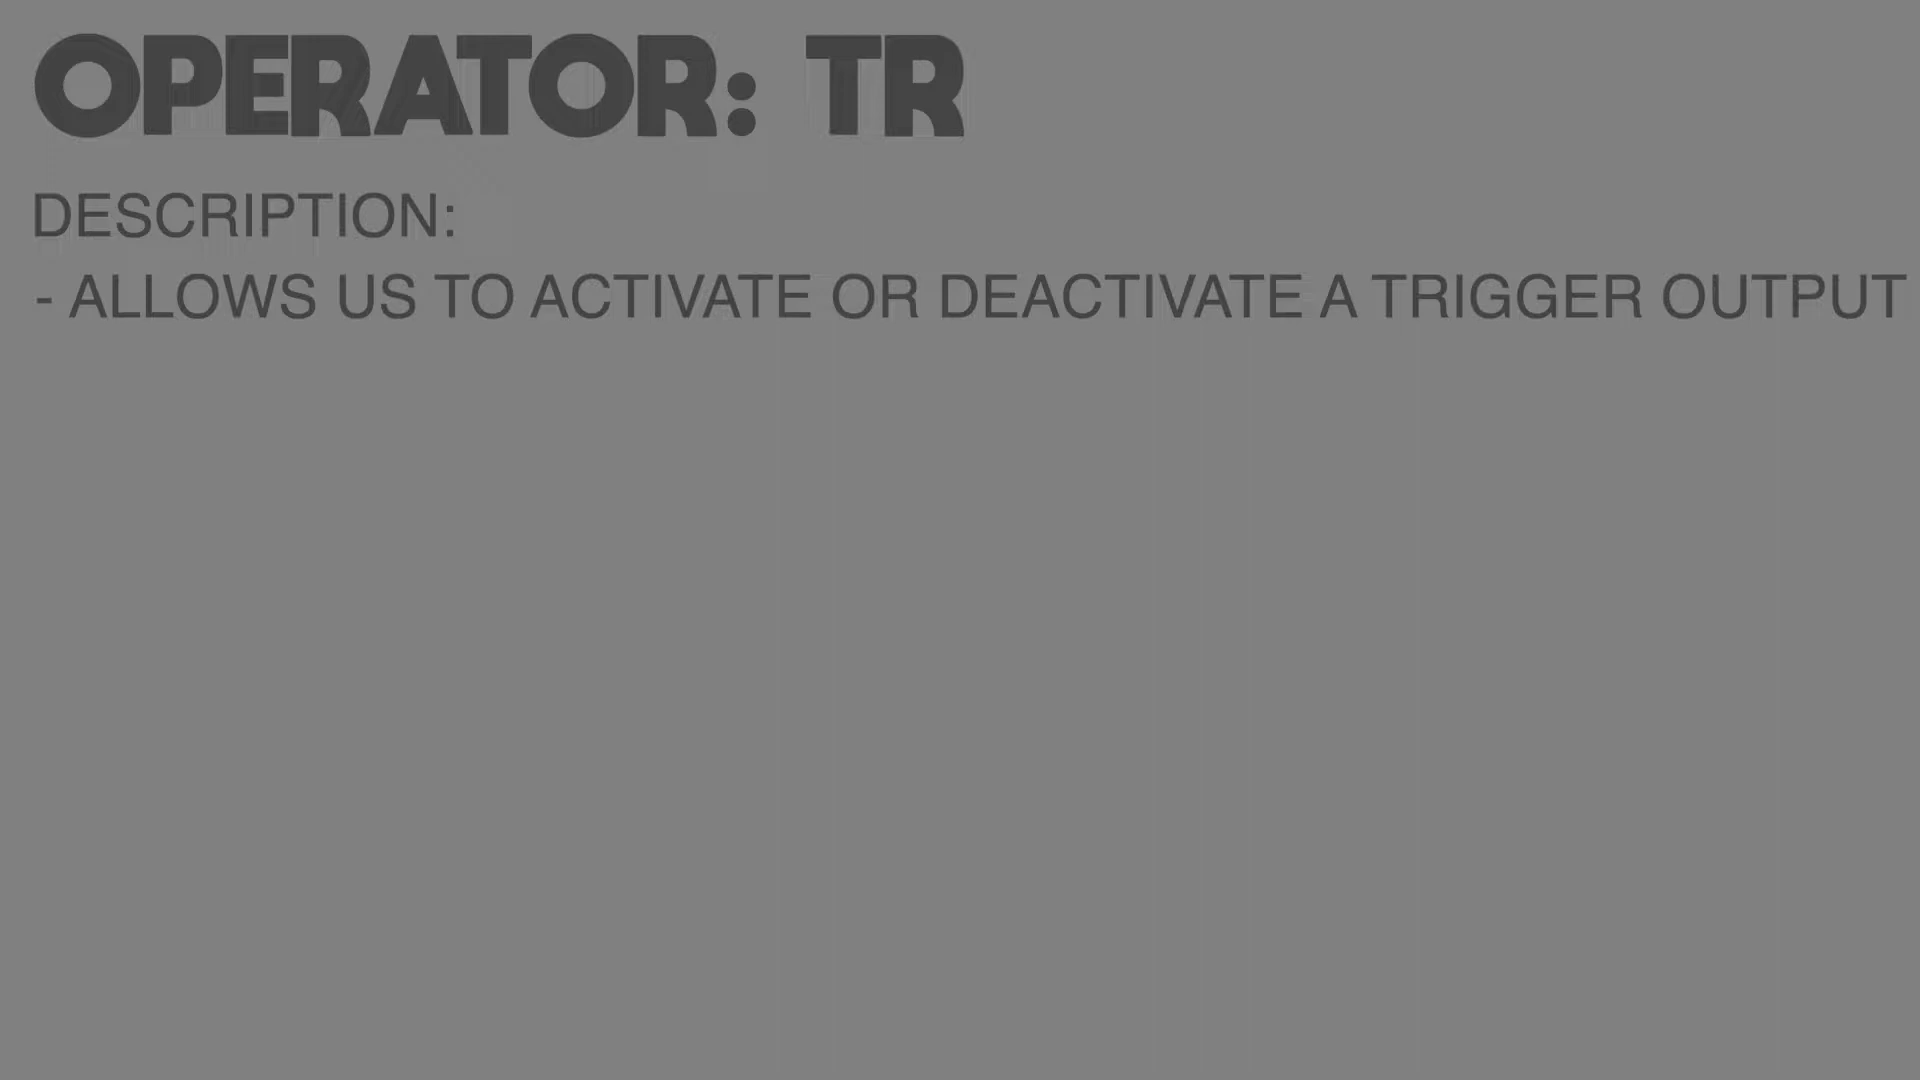 OPERATOR: TR
DESCRIPTION:
- ALLOWS US TO ACTIVATE OR DEACTIVATE A TRIGGER OUTPUT